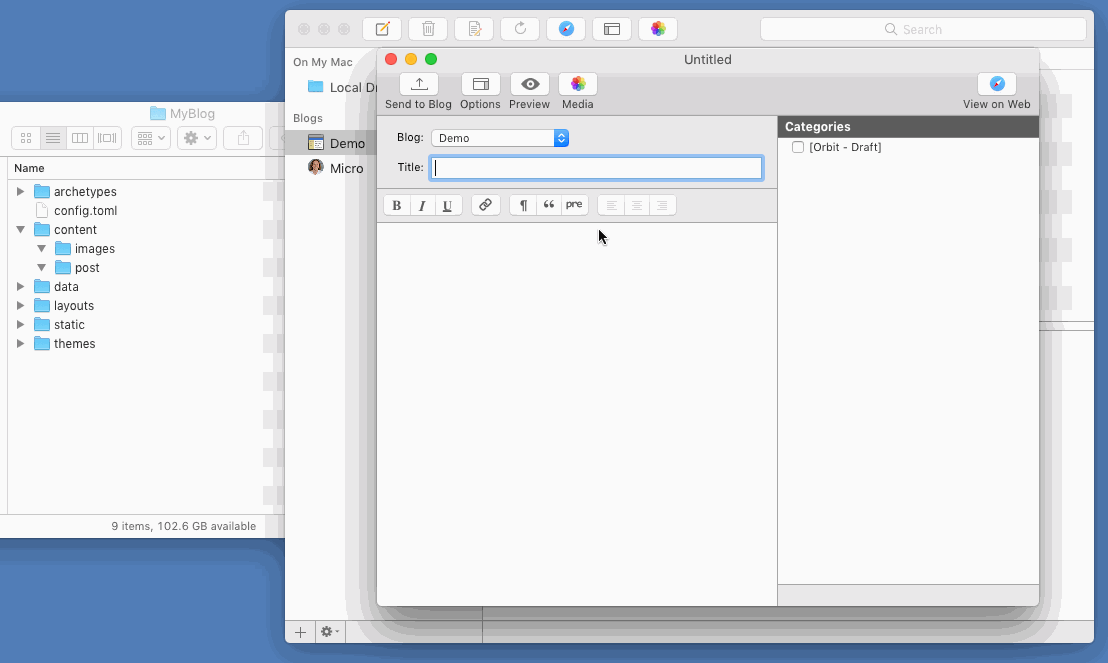 MyBlog
Name
archetypes
config.toml
content
images
post
data
layouts
static
themes
9 items, 102.6 GB available
Search
On My Mac
Local Dr
Blogs
Demo
Micro
Untitled
Send to Blog Options Preview Media View on Web
Blog: Demo
Title:
B I U ¶ “ pre
Categories
[Orbit - Draft]